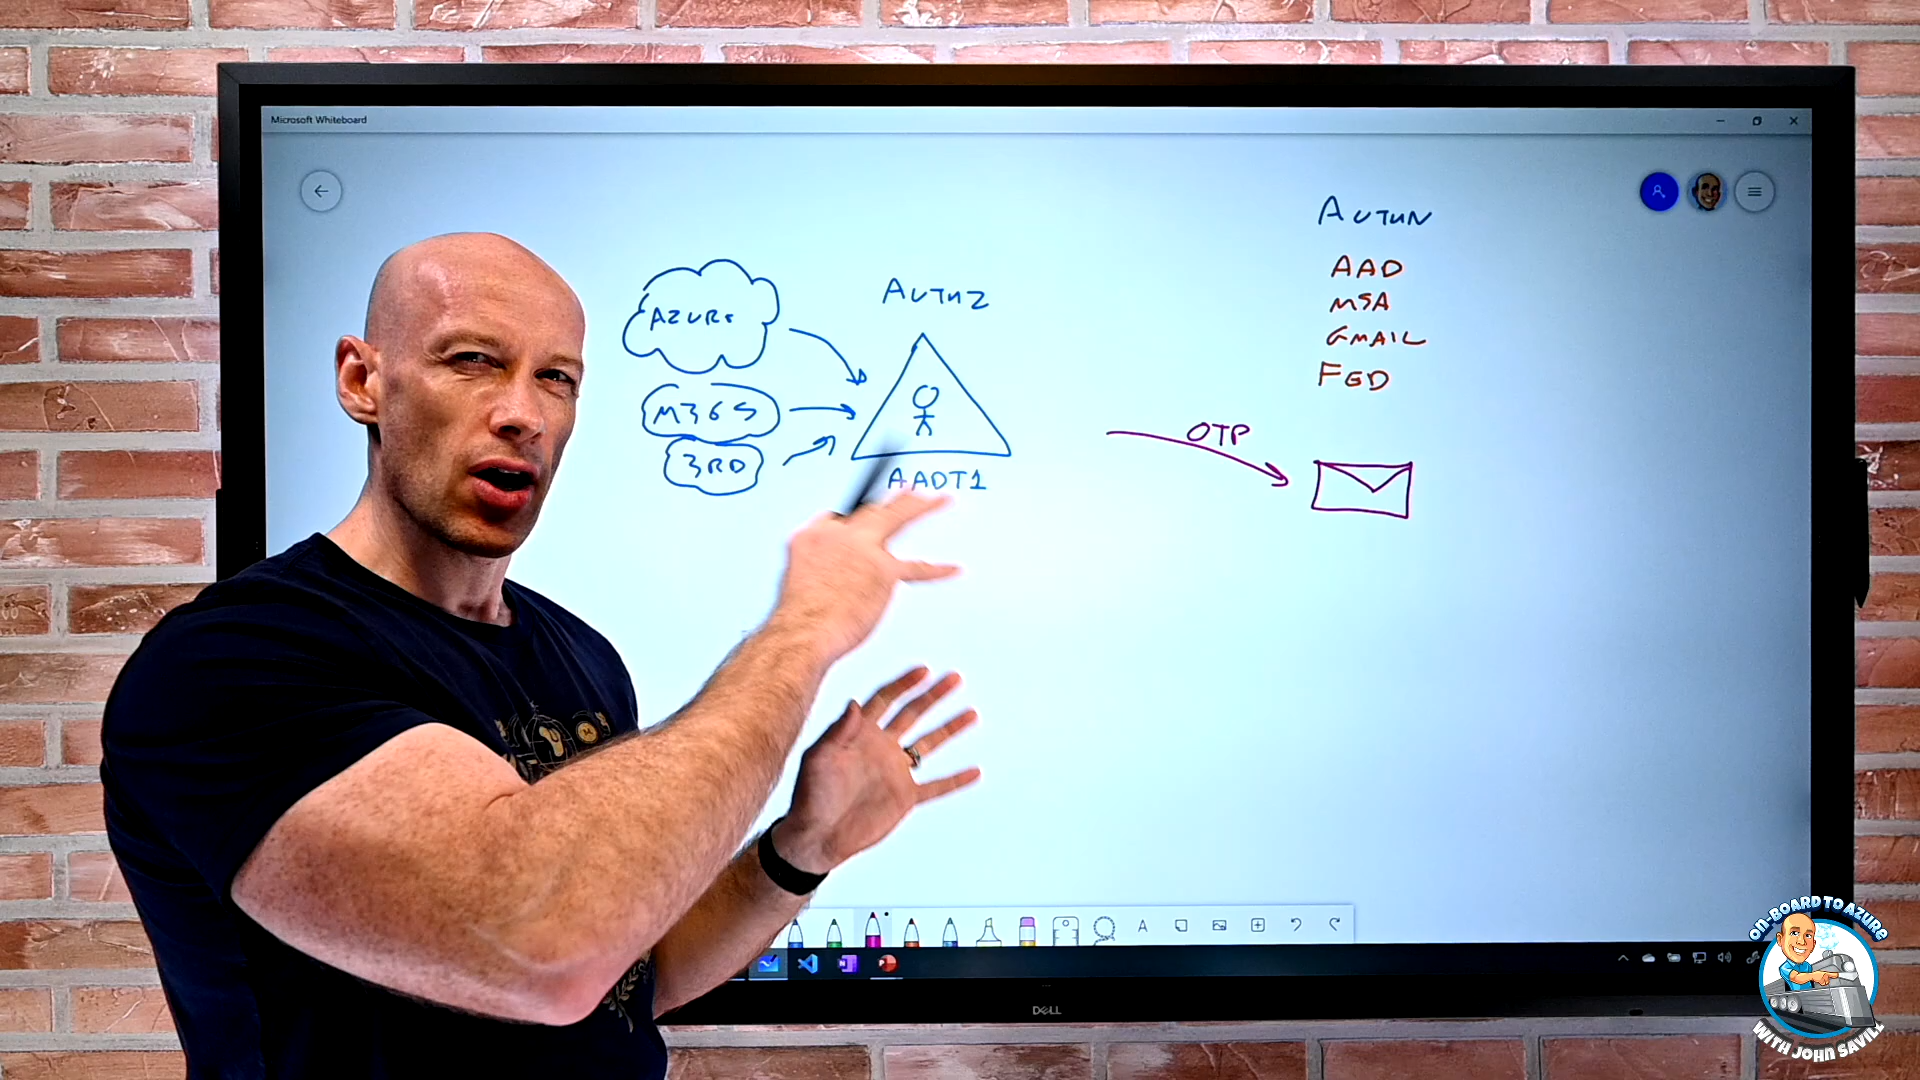 Microsoft Whiteboard
AUTHN
AAD
MSA
GMAIL
FED
AUTHZ
AZURE
M365
3RD
AADT1
OTP
A
DELL
ON-BOARD TO AZURE
WITH JOHN SAVILL